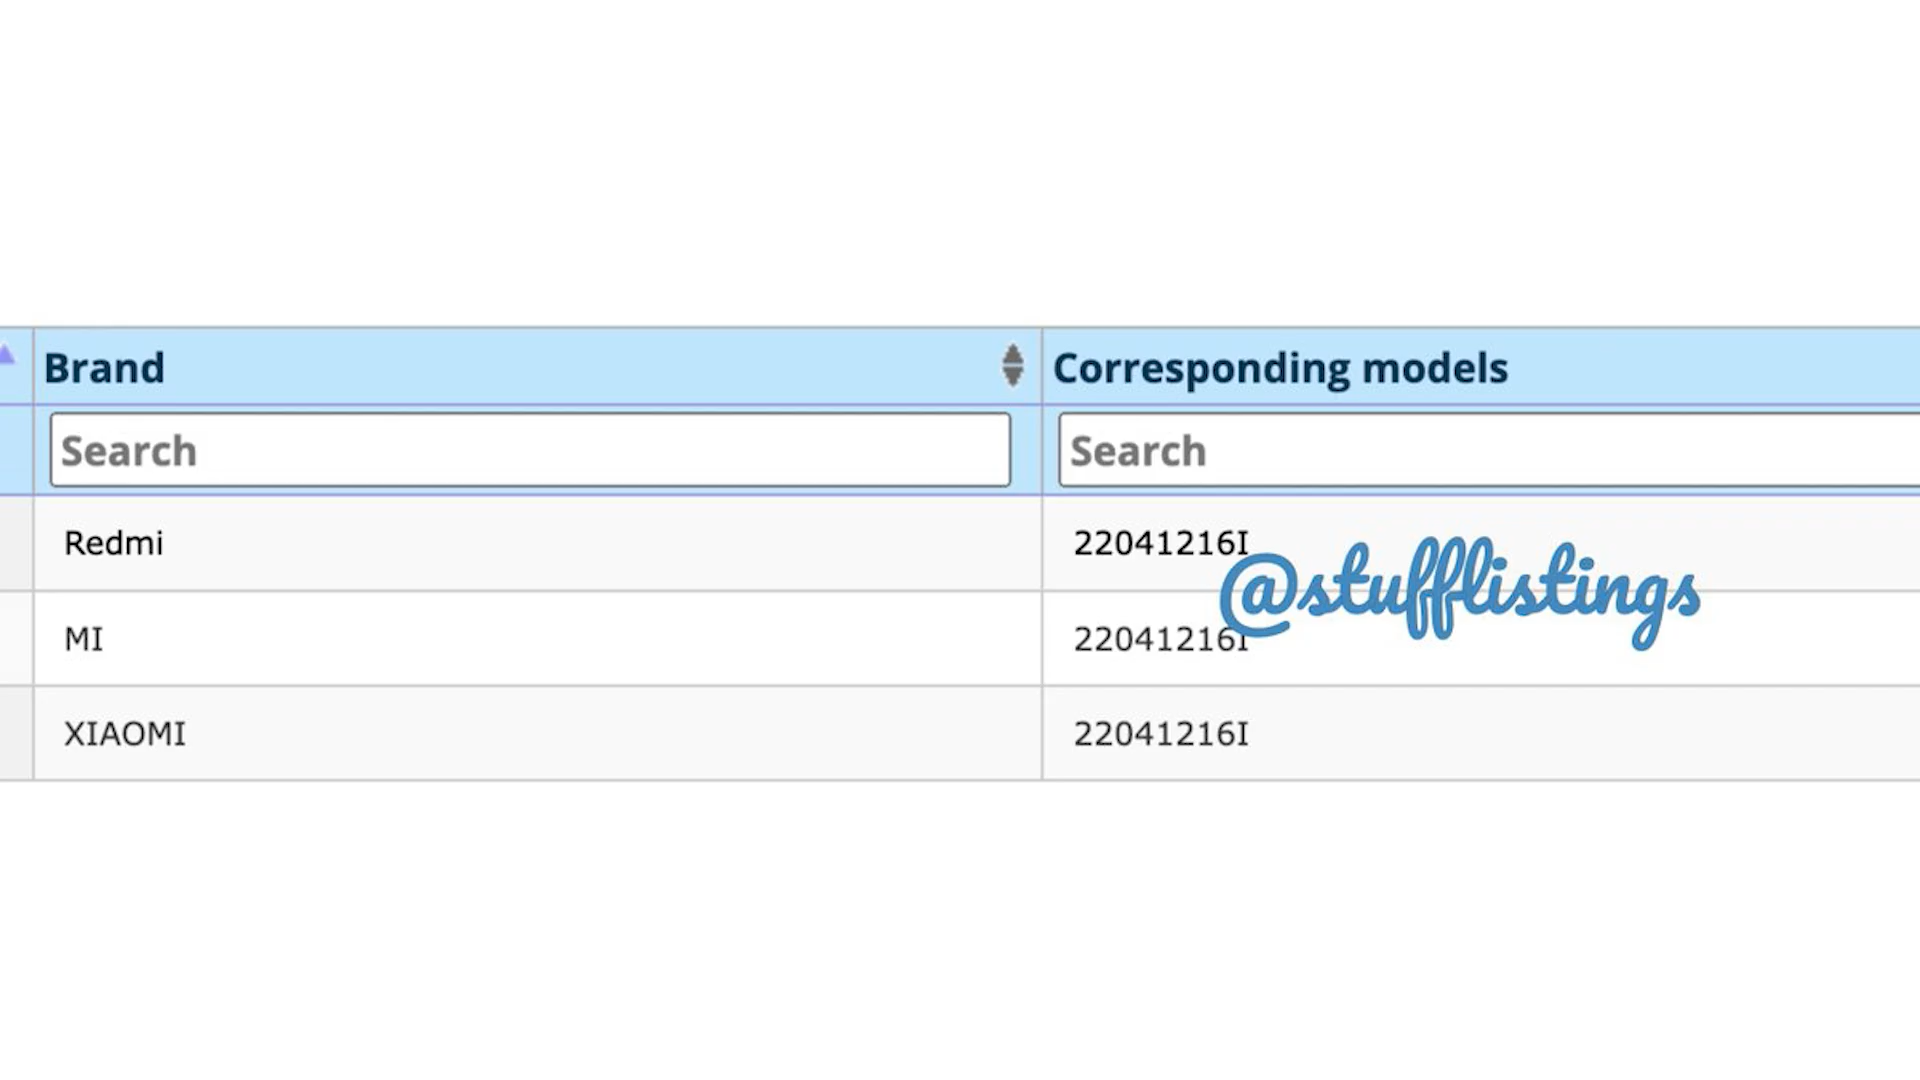 Brand Corresponding models
Search Search
Redmi 22041216I
@stufflistings
MI 22041216I
XIAOMI 22041216I